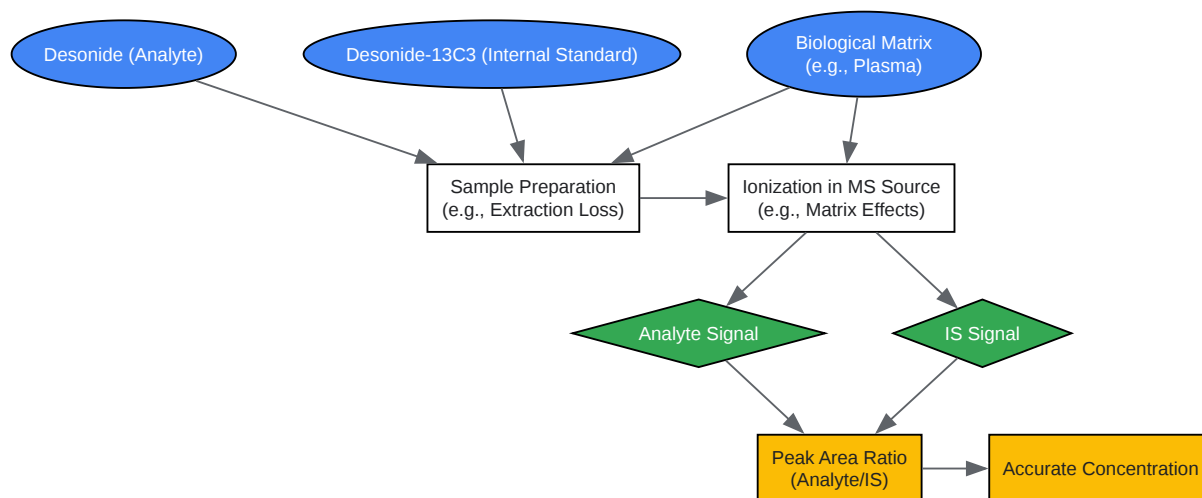 Desonide (Analyte)
Desonide-13C3 (Internal Standard)
Biological Matrix
(e.g., Plasma)
Sample Preparation
(e.g., Extraction Loss)
Ionization in MS Source
(e.g., Matrix Effects)
Analyte Signal
IS Signal
Peak Area Ratio
(Analyte/IS)
Accurate Concentration